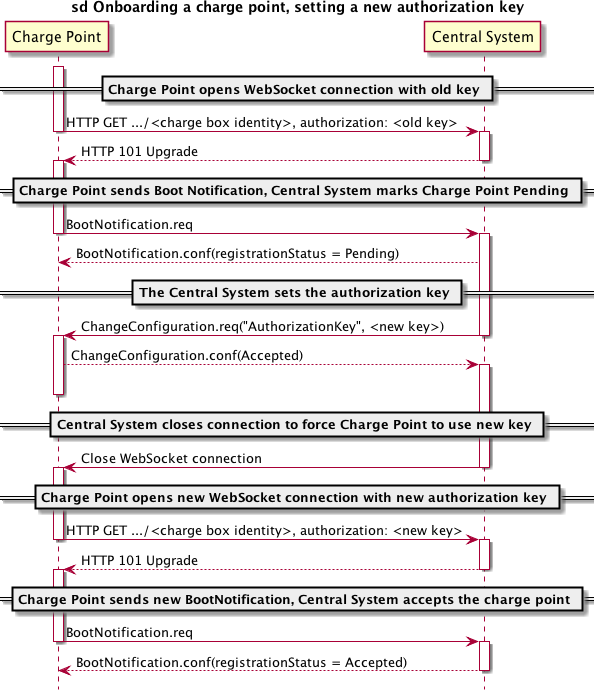 sd Onboarding a charge point, setting a new authorization key
Charge Point
Central System
Charge Point opens WebSocket connection with old key
HTTP GET .../<charge box identity>, authorization: <old key>
HTTP 101 Upgrade
Charge Point sends Boot Notification, Central System marks Charge Point Pending
BootNotification.req
BootNotification.conf(registrationStatus = Pending)
The Central System sets the authorization key
ChangeConfiguration.req("AuthorizationKey", <new key>)
ChangeConfiguration.conf(Accepted)
Central System closes connection to force Charge Point to use new key
Close WebSocket connection
Charge Point opens new WebSocket connection with new authorization key
HTTP GET .../<charge box identity>, authorization: <new key>
HTTP 101 Upgrade
Charge Point sends new BootNotification, Central System accepts the charge point
BootNotification.req
BootNotification.conf(registrationStatus = Accepted)